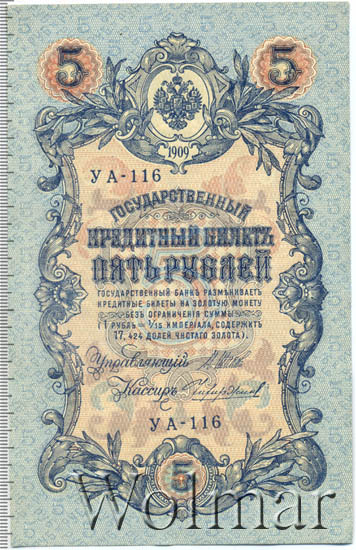 5 5
1909
УА-116
ГОСУДАРСТВЕННЫЙ
КРЕДИТНЫЙ БИЛЕТЪ
ПЯТЬ РУБЛЕЙ
ГОСУДАРСТВЕННЫЙ БАНКЪ РАЗМѢНИВАЕТЪ
КРЕДИТНЫЕ БИЛЕТЫ НА ЗОЛОТУЮ МОНЕТУ
БЕЗЪ ОГРАНИЧЕНІЯ СУММЫ
(1 РУБЛЬ = 1/15 ИМПЕРІАЛА, СОДЕРЖИТЪ
17,424 ДОЛЕЙ ЧИСТАГО ЗОЛОТА).
Управляющій
Кассиръ
УА-116
5
Wolmar